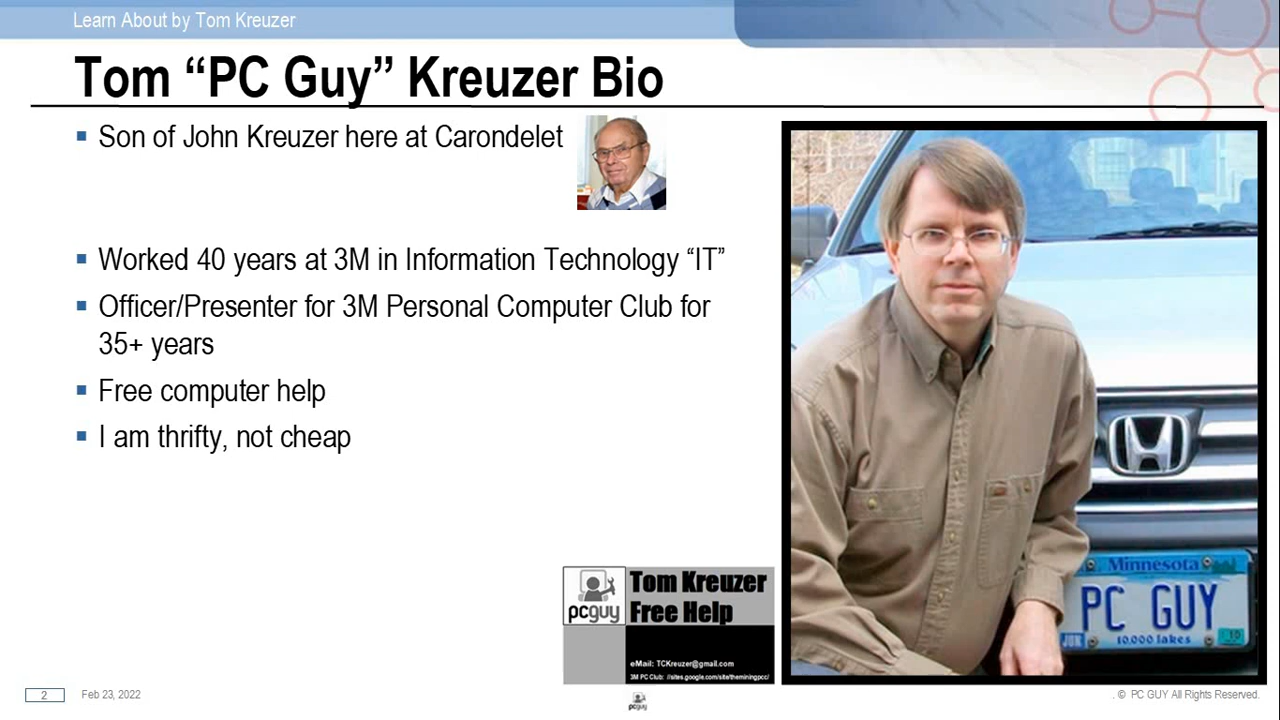 Learn About by Tom Kreuzer
Tom “PC Guy” Kreuzer Bio
Son of John Kreuzer here at Carondelet
Worked 40 years at 3M in Information Technology “IT”
Officer/Presenter for 3M Personal Computer Club for
35+ years
Free computer help
I am thrifty, not cheap
pcguy
Tom Kreuzer
Free Help
eMail: TCKreuzer@gmail.com
3M PC Club: //sites.google.com/site/theminingpcc/
Minnesota
PC GUY
JUN
10
10,000 lakes
2
Feb 23, 2022
pcguy
. © PC GUY All Rights Reserved.